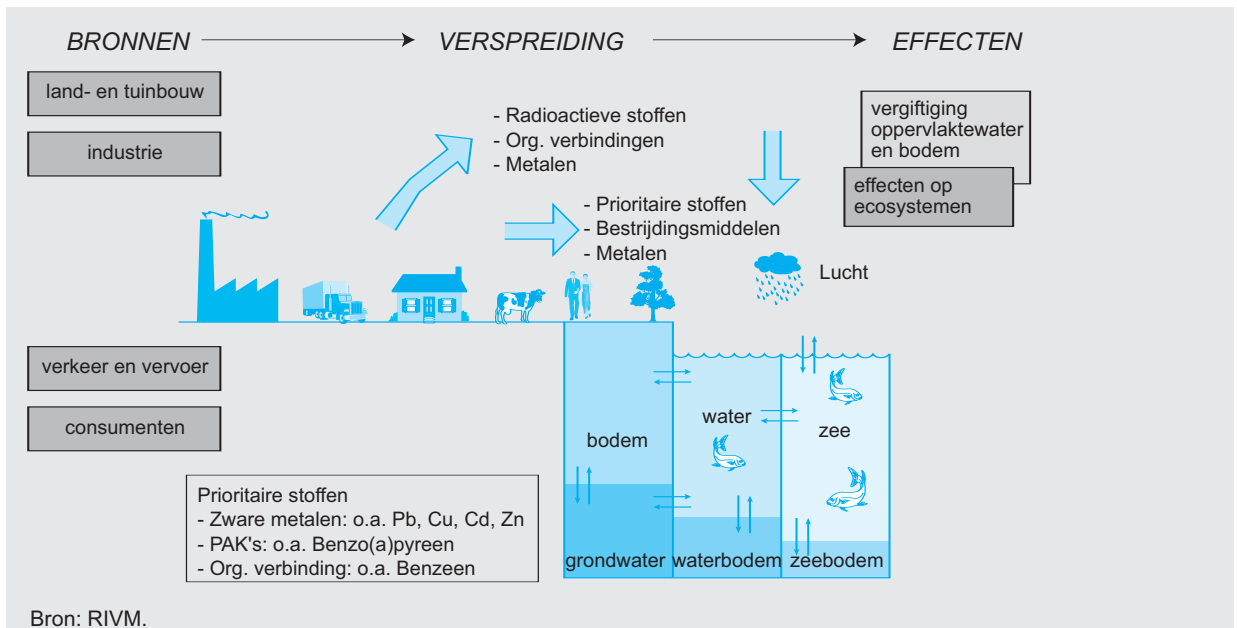 BRONNEN
VERSPREIDING
EFFECTEN
land- en tuinbouw
industrie
- Radioactieve stoffen
- Org. verbindingen
- Metalen
- Prioritaire stoffen
- Bestrijdingsmiddelen
- Metalen
vergiftiging
oppervlaktewater
en bodem
effecten op
ecosystemen
Lucht
verkeer en vervoer
consumenten
bodem
water
zee
grondwater
waterbodem
zeebodem
Prioritaire stoffen
- Zware metalen: o.a. Pb, Cu, Cd, Zn
- PAK's: o.a. Benzo(a)pyreen
- Org. verbinding: o.a. Benzeen
Bron: RIVM.